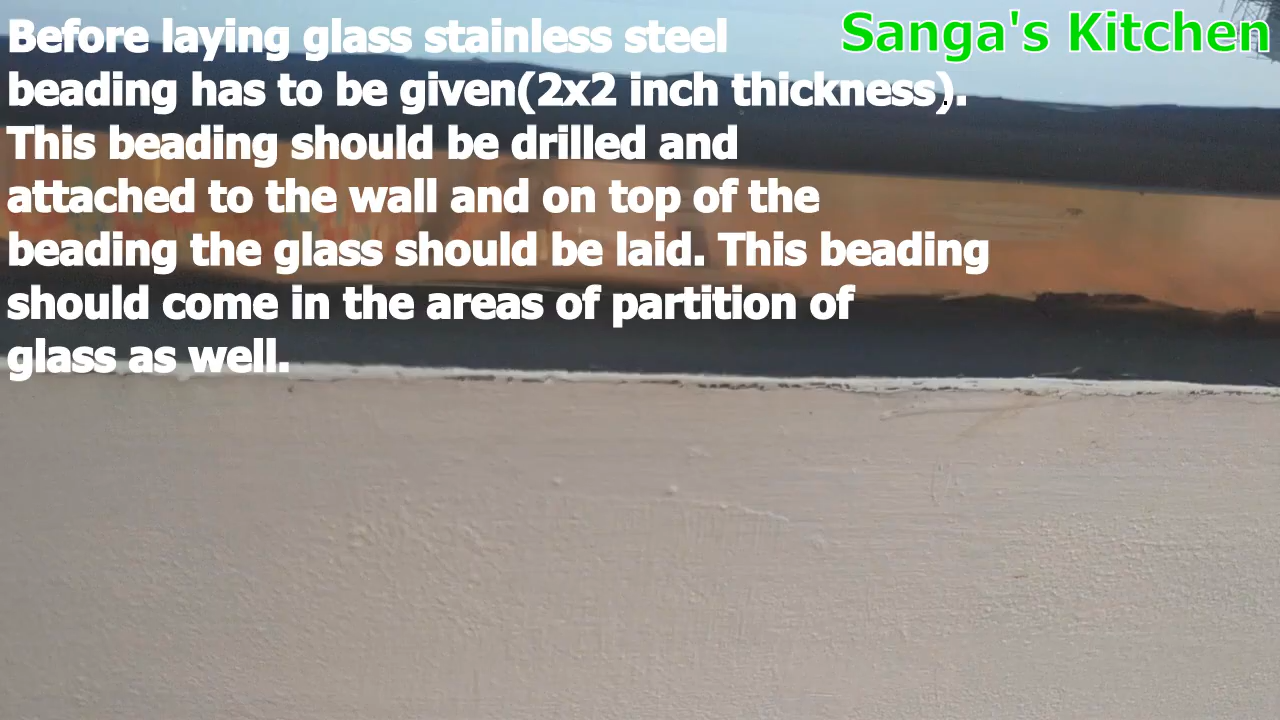 Before laying glass stainless steel
Sanga's Kitchen
beading has to be given(2x2 inch thickness).
This beading should be drilled and
attached to the wall and on top of the
beading the glass should be laid. This beading
should come in the areas of partition of
glass as well.